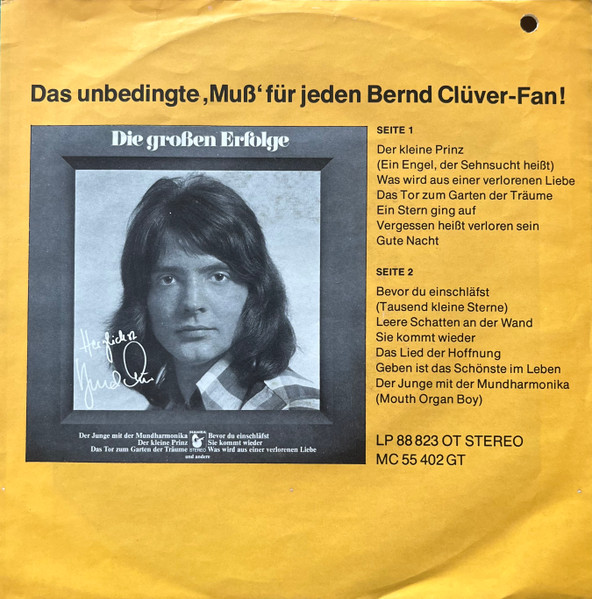 Das unbedingte ‚Muß‘ für jeden Bernd Clüver-Fan!
Die großen Erfolge
Herzlichst
Bernd Clüver
Der Junge mit der Mundharmonika
Der kleine Prinz
Das Tor zum Garten der Träume
HANSA
STEREO
Bevor du einschläfst
Sie kommt wieder
Was wird aus einer verlorenen Liebe
und andere
SEITE 1
Der kleine Prinz
(Ein Engel, der Sehnsucht heißt)
Was wird aus einer verlorenen Liebe
Das Tor zum Garten der Träume
Ein Stern ging auf
Vergessen heißt verloren sein
Gute Nacht
SEITE 2
Bevor du einschläfst
(Tausend kleine Sterne)
Leere Schatten an der Wand
Sie kommt wieder
Das Lied der Hoffnung
Geben ist das Schönste im Leben
Der Junge mit der Mundharmonika
(Mouth Organ Boy)
LP 88 823 OT STEREO
MC 55 402 GT